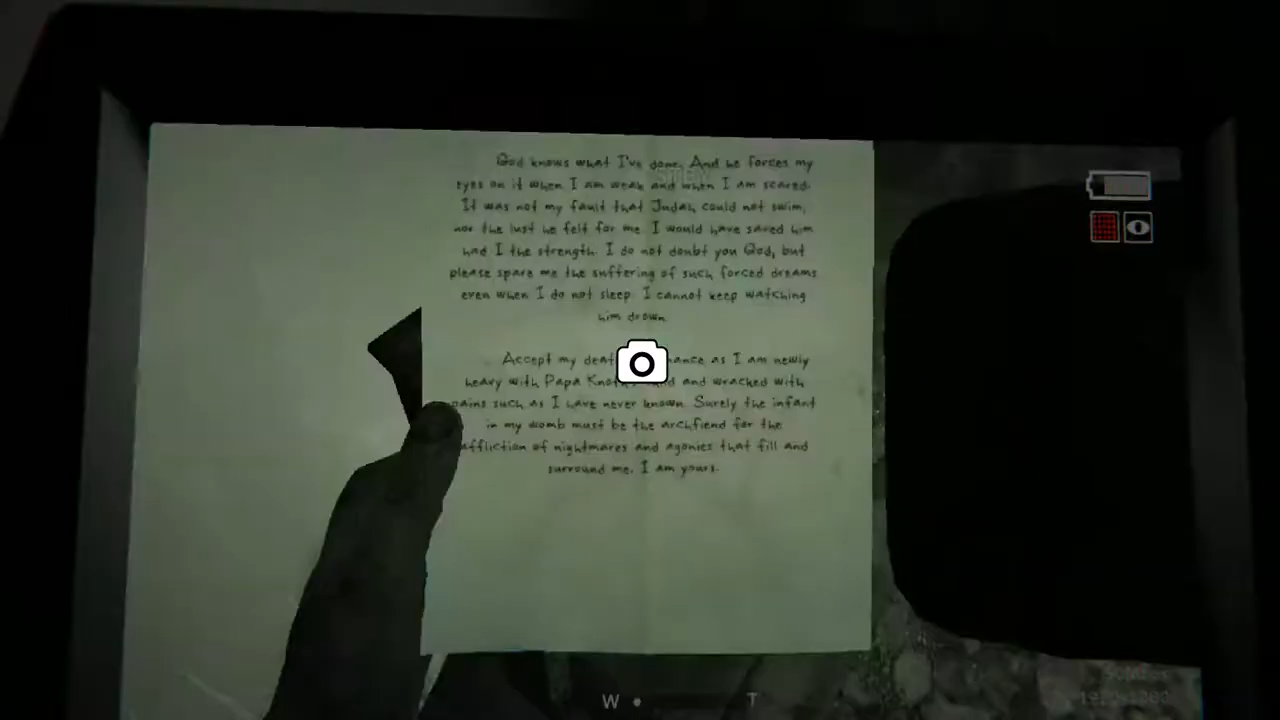 God knows what I've done. And he forces my
eyes on it when I am weak and when I am scared.
It was not my fault that Judah could not swim,
nor the lust he felt for me. I would have saved him
had I the strength. I do not doubt you God, but
please spare me the suffering of such forced dreams
even when I do not sleep. I cannot keep watching
him drown.
Accept my as I am newly
heavy with Papa and wracked with
pains such as I have never known. Surely the infant
in my womb must be the archfiend for the
affliction of nightmares and agonies that fill and
surround me. I am yours.
W T